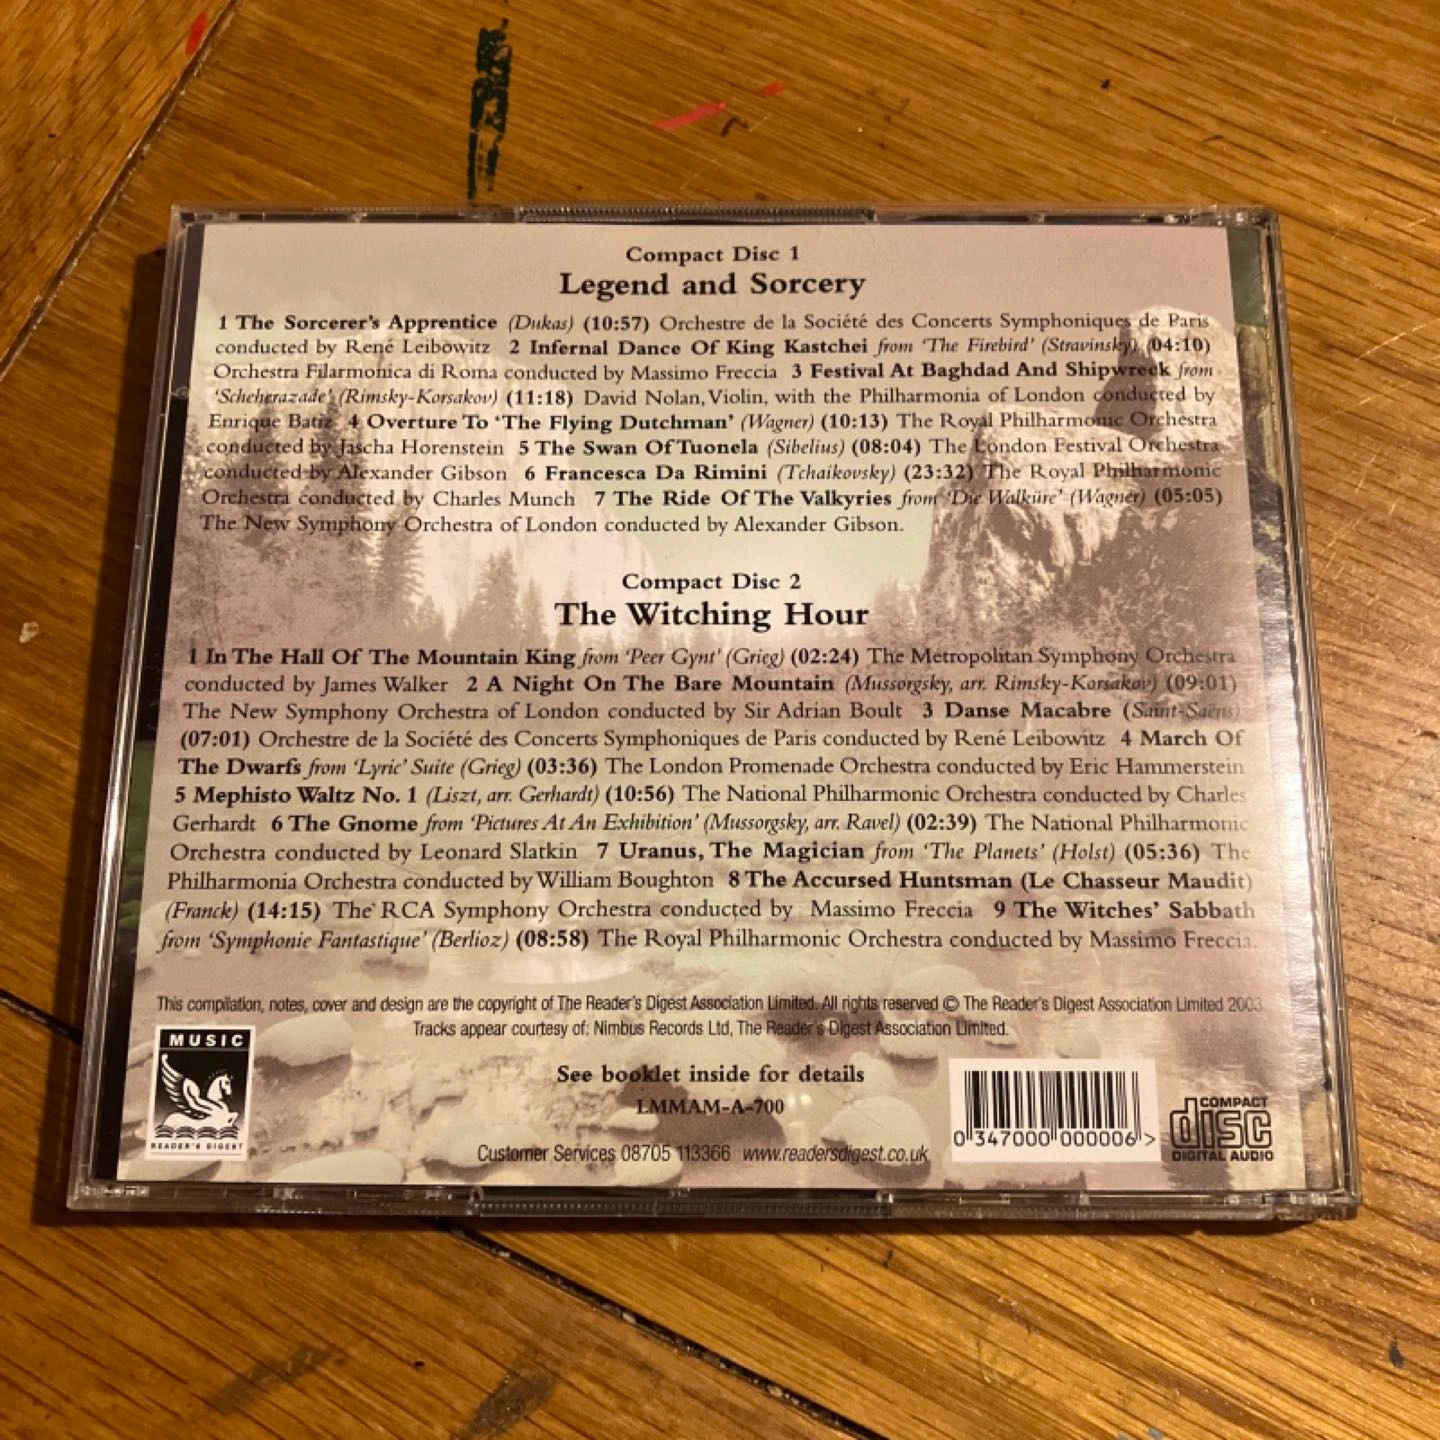 Compact Disc 1
Legend and Sorcery
1 The Sorcerer's Apprentice (Dukas) (10:57) Orchestre de la Société des Concerts Symphoniques de Paris
conducted by René Leibowitz 2 Infernal Dance Of King Kastchei from 'The Firebird' (Stravinsky) (04:10)
Orchestra Filarmonica di Roma conducted by Massimo Freccia 3 Festival At Baghdad And Shipwreck from
'Scheherazade' (Rimsky-Korsakov) (11:18) David Nolan, Violin, with the Philharmonia of London conducted by
Enrique Batiz 4 Overture To 'The Flying Dutchman' (Wagner) (10:13) The Royal Philharmonic Orchestra
conducted by Jascha Horenstein 5 The Swan Of Tuonela (Sibelius) (08:04) The London Festival Orchestra
conducted by Alexander Gibson 6 Francesca Da Rimini (Tchaikovsky) (23:32) The Royal Philharmonic
Orchestra conducted by Charles Munch 7 The Ride Of The Valkyries from 'Die Walküre' (Wagner) (05:05)
The New Symphony Orchestra of London conducted by Alexander Gibson.
Compact Disc 2
The Witching Hour
1 In The Hall Of The Mountain King from 'Peer Gynt' (Grieg) (02:24) The Metropolitan Symphony Orchestra
conducted by James Walker 2 A Night On The Bare Mountain (Mussorgsky, arr. Rimsky-Korsakov) (09:01)
The New Symphony Orchestra of London conducted by Sir Adrian Boult 3 Danse Macabre (Saint-Saëns)
(07:01) Orchestre de la Société des Concerts Symphoniques de Paris conducted by René Leibowitz 4 March Of
The Dwarfs from 'Lyric' Suite (Grieg) (03:36) The London Promenade Orchestra conducted by Eric Hammerstein
5 Mephisto Waltz No. 1 (Liszt, arr. Gerhardt) (10:56) The National Philharmonic Orchestra conducted by Charles
Gerhardt 6 The Gnome from 'Pictures At An Exhibition' (Mussorgsky, arr. Ravel) (02:39) The National Philharmonic
Orchestra conducted by Leonard Slatkin 7 Uranus, The Magician from 'The Planets' (Holst) (05:36) The
Philharmonia Orchestra conducted by William Boughton 8 The Accursed Huntsman (Le Chasseur Maudit)
(Franck) (14:15) The RCA Symphony Orchestra conducted by Massimo Freccia 9 The Witches' Sabbath
from 'Symphonie Fantastique' (Berlioz) (08:58) The Royal Philharmonic Orchestra conducted by Massimo Freccia.
This compilation, notes, cover and design are the copyright of The Reader's Digest Association Limited. All rights reserved © The Reader's Digest Association Limited 2003
Tracks appear courtesy of: Nimbus Records Ltd, The Reader's Digest Association Limited.
MUSIC
READER'S DIGEST
See booklet inside for details
LMMAM-A-700
Customer Services 08705 113366 www.readersdigest.co.uk
0 347000 000006 >
COMPACT
disc
DIGITAL AUDIO